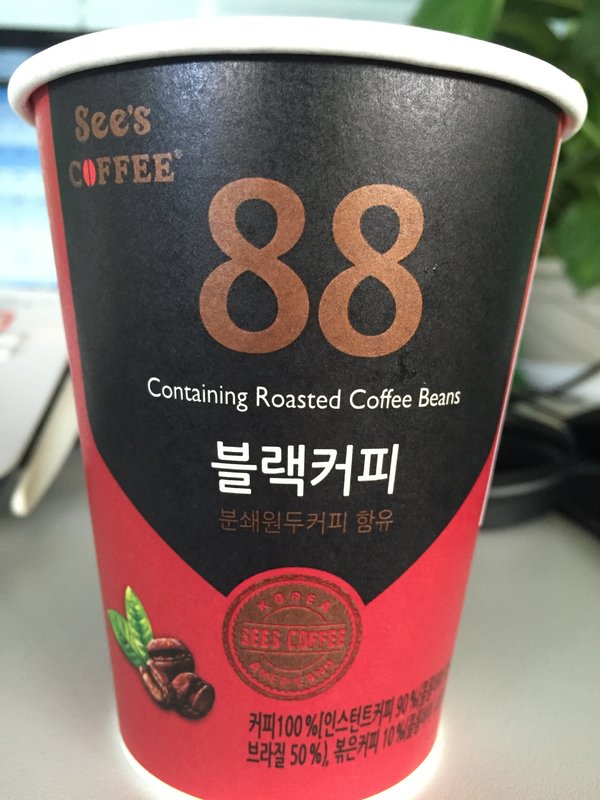 See's
COFFEE
88
Containing Roasted Coffee Beans
블랙커피
분쇄원두커피 함유
KOREA
SEES COFFEE
AMERICANO
커피100%(인스턴트커피 90%
브라질 50%), 볶은커피 10%